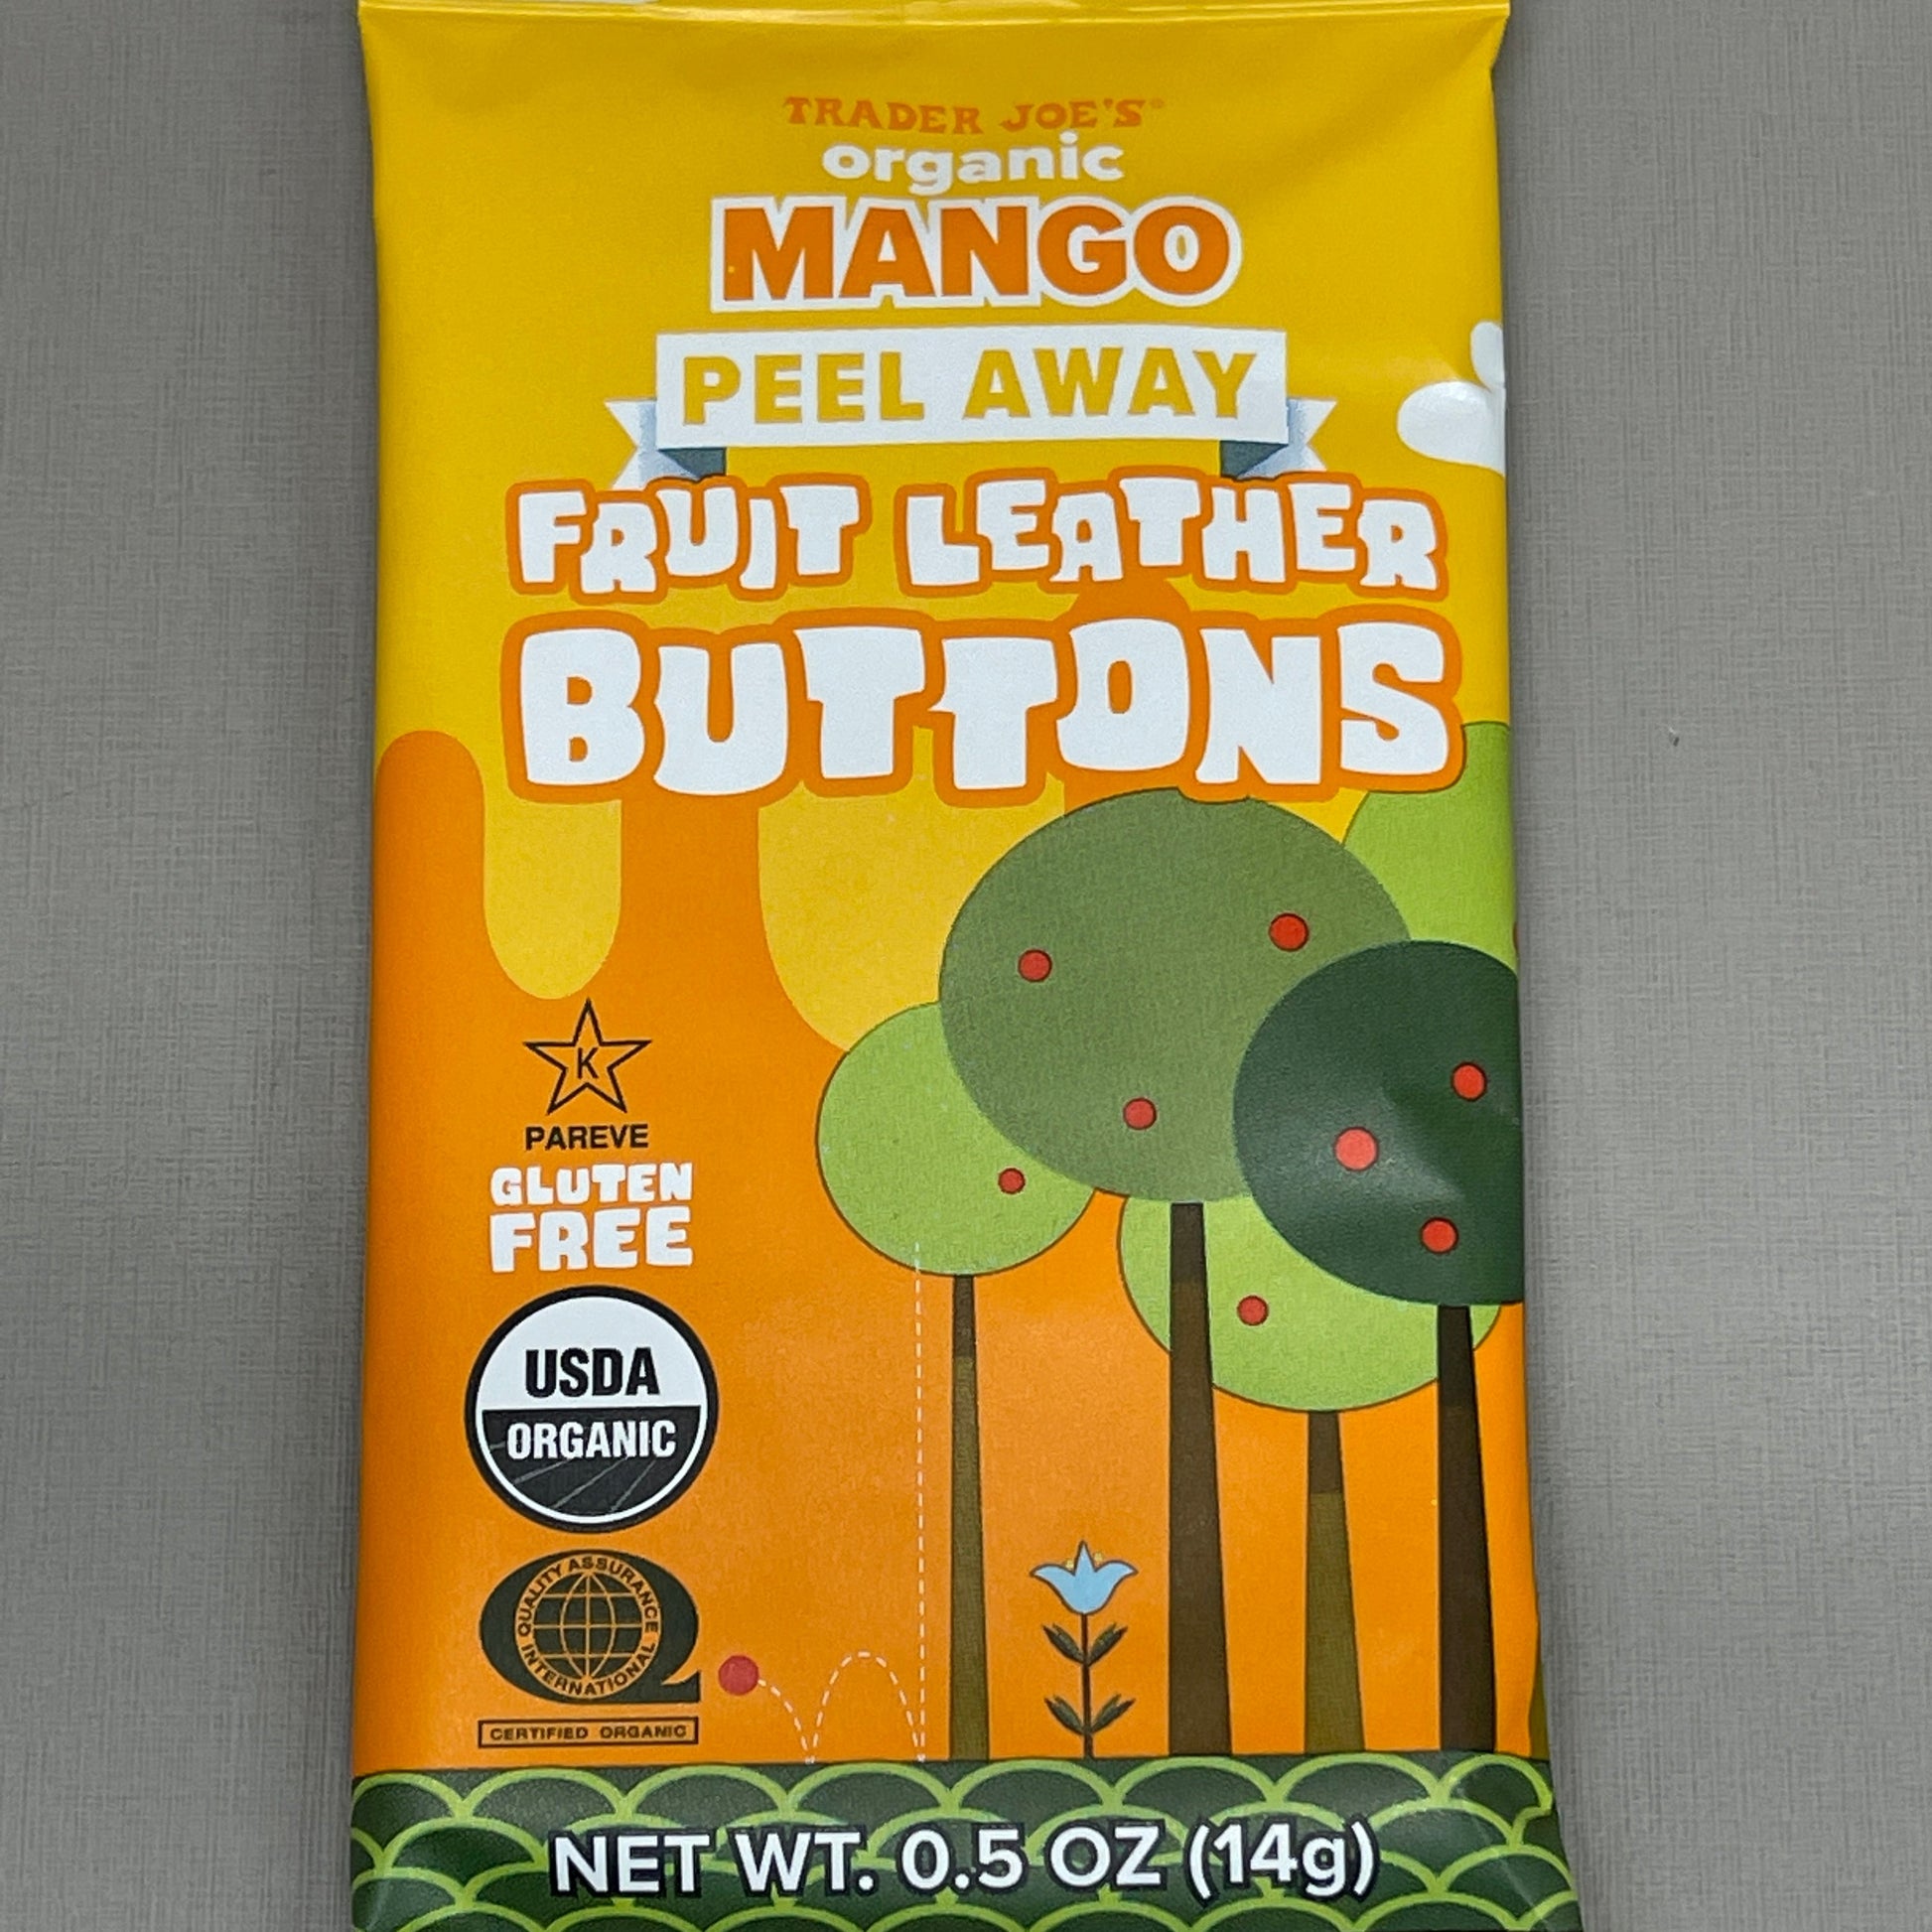 TRADER JOE'S®
organic
MANGO
PEEL AWAY
FRUIT LEATHER
BUTTONS
K
PAREVE
GLUTEN
FREE
USDA
ORGANIC
QUALITY ASSURANCE
INTERNATIONAL
CERTIFIED ORGANIC
NET WT. 0.5 OZ (14g)